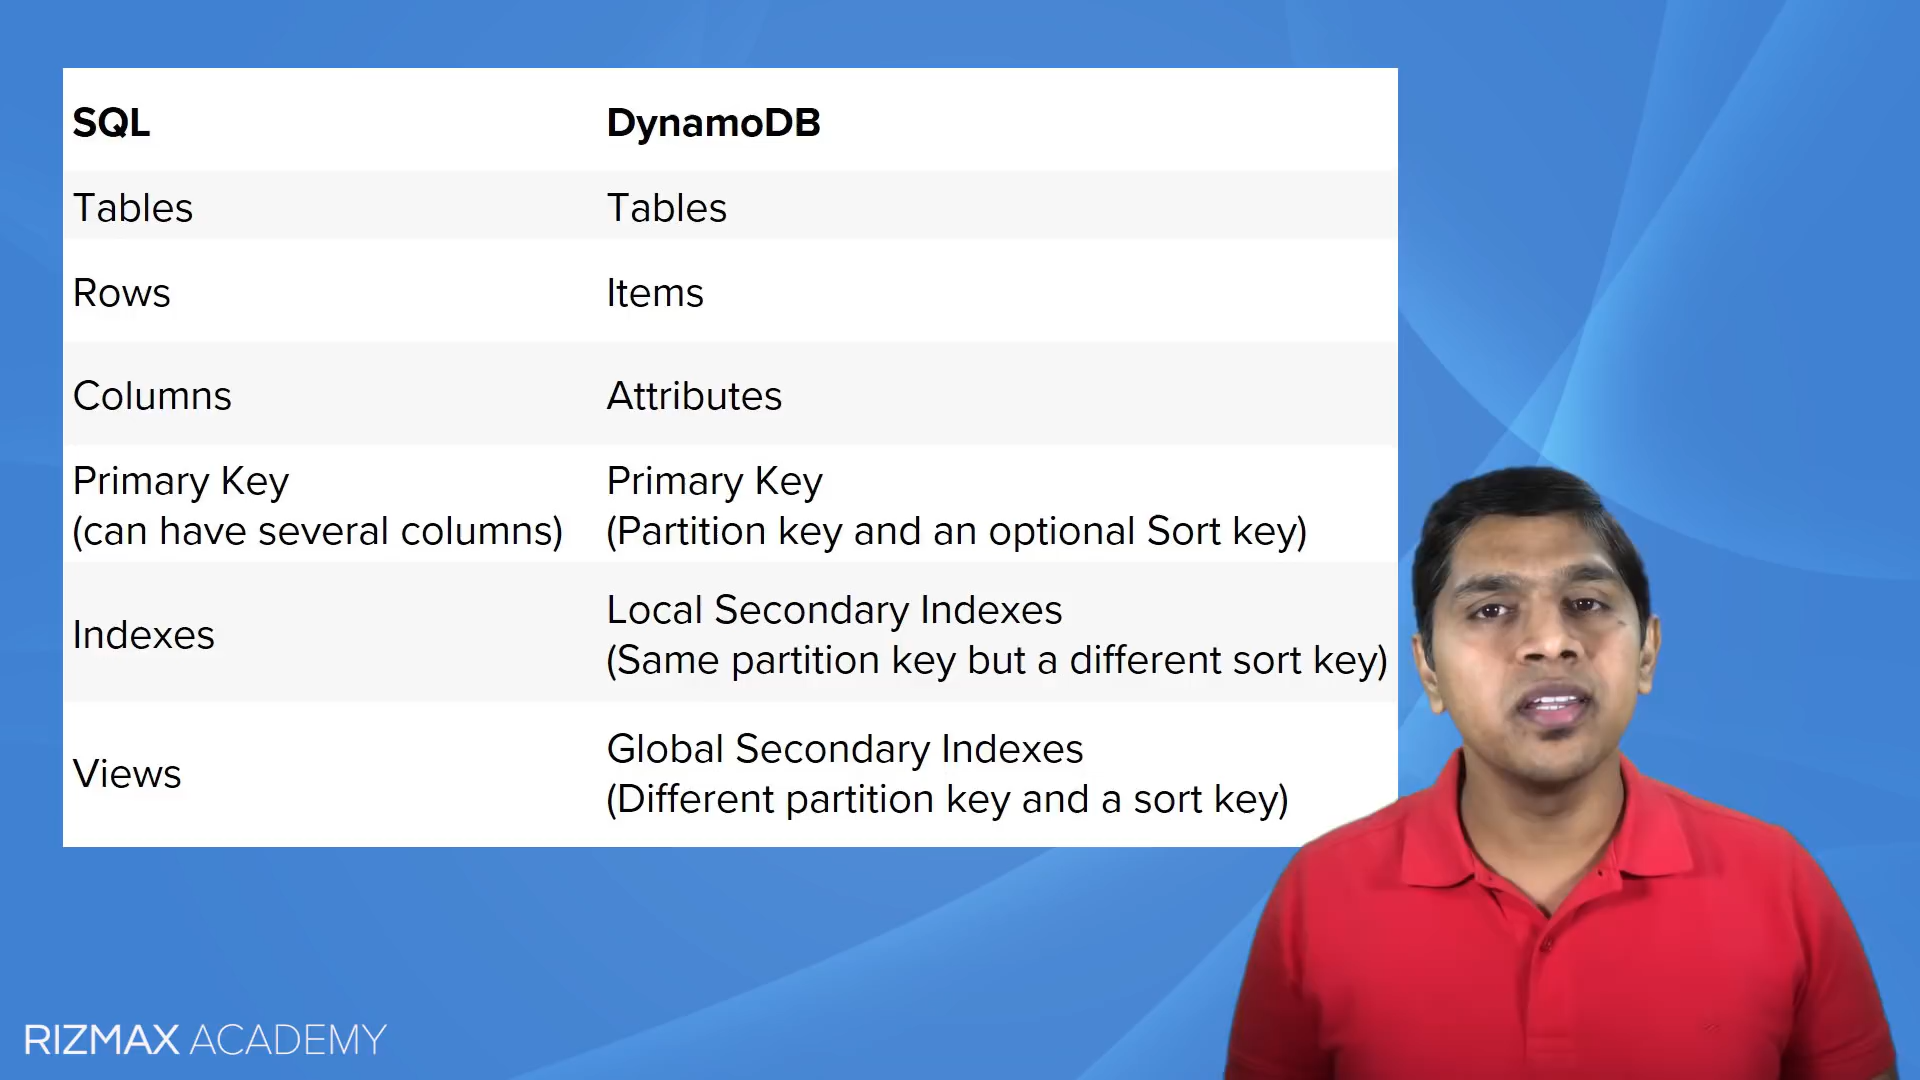 SQL DynamoDB
Tables Tables
Rows Items
Columns Attributes
Primary Key Primary Key
(can have several columns) (Partition key and an optional Sort key)
Indexes Local Secondary Indexes
(Same partition key but a different sort key)
Views Global Secondary Indexes
(Different partition key and a sort key)
RIZMAX ACADEMY